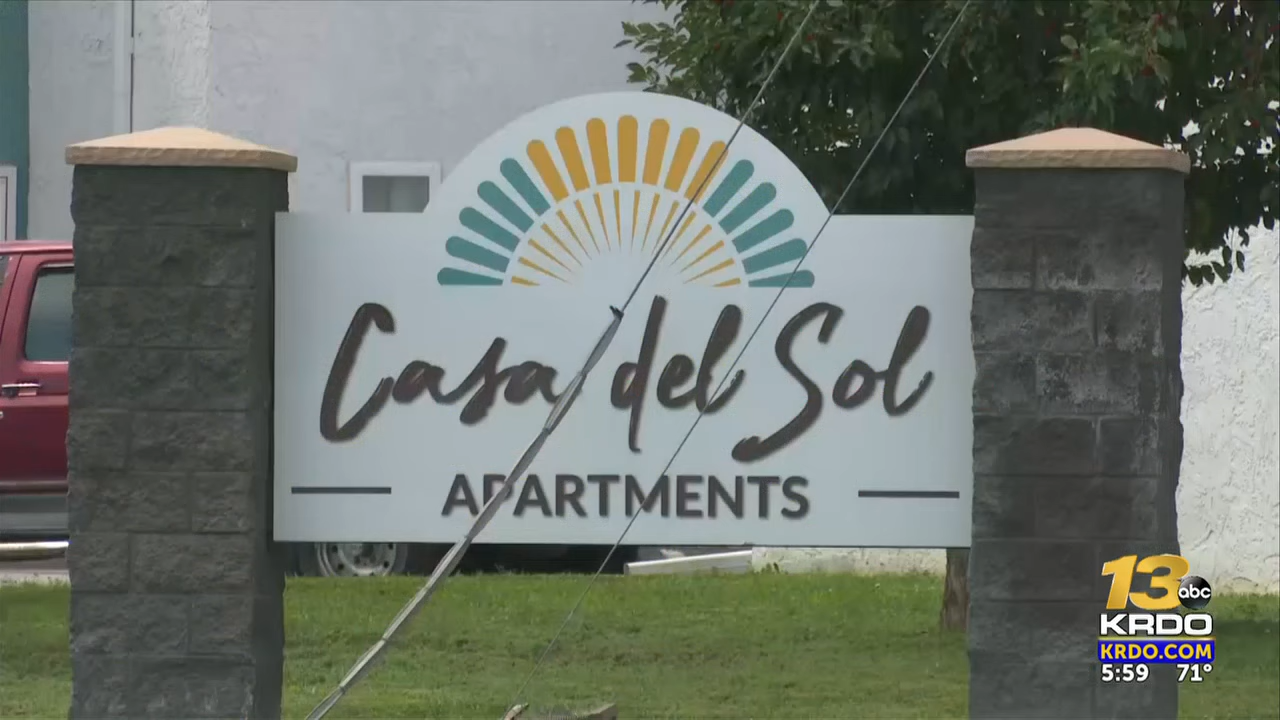 Casa del Sol
APARTMENTS
13 abc
KRDO
KRDO.COM
5:59 71°